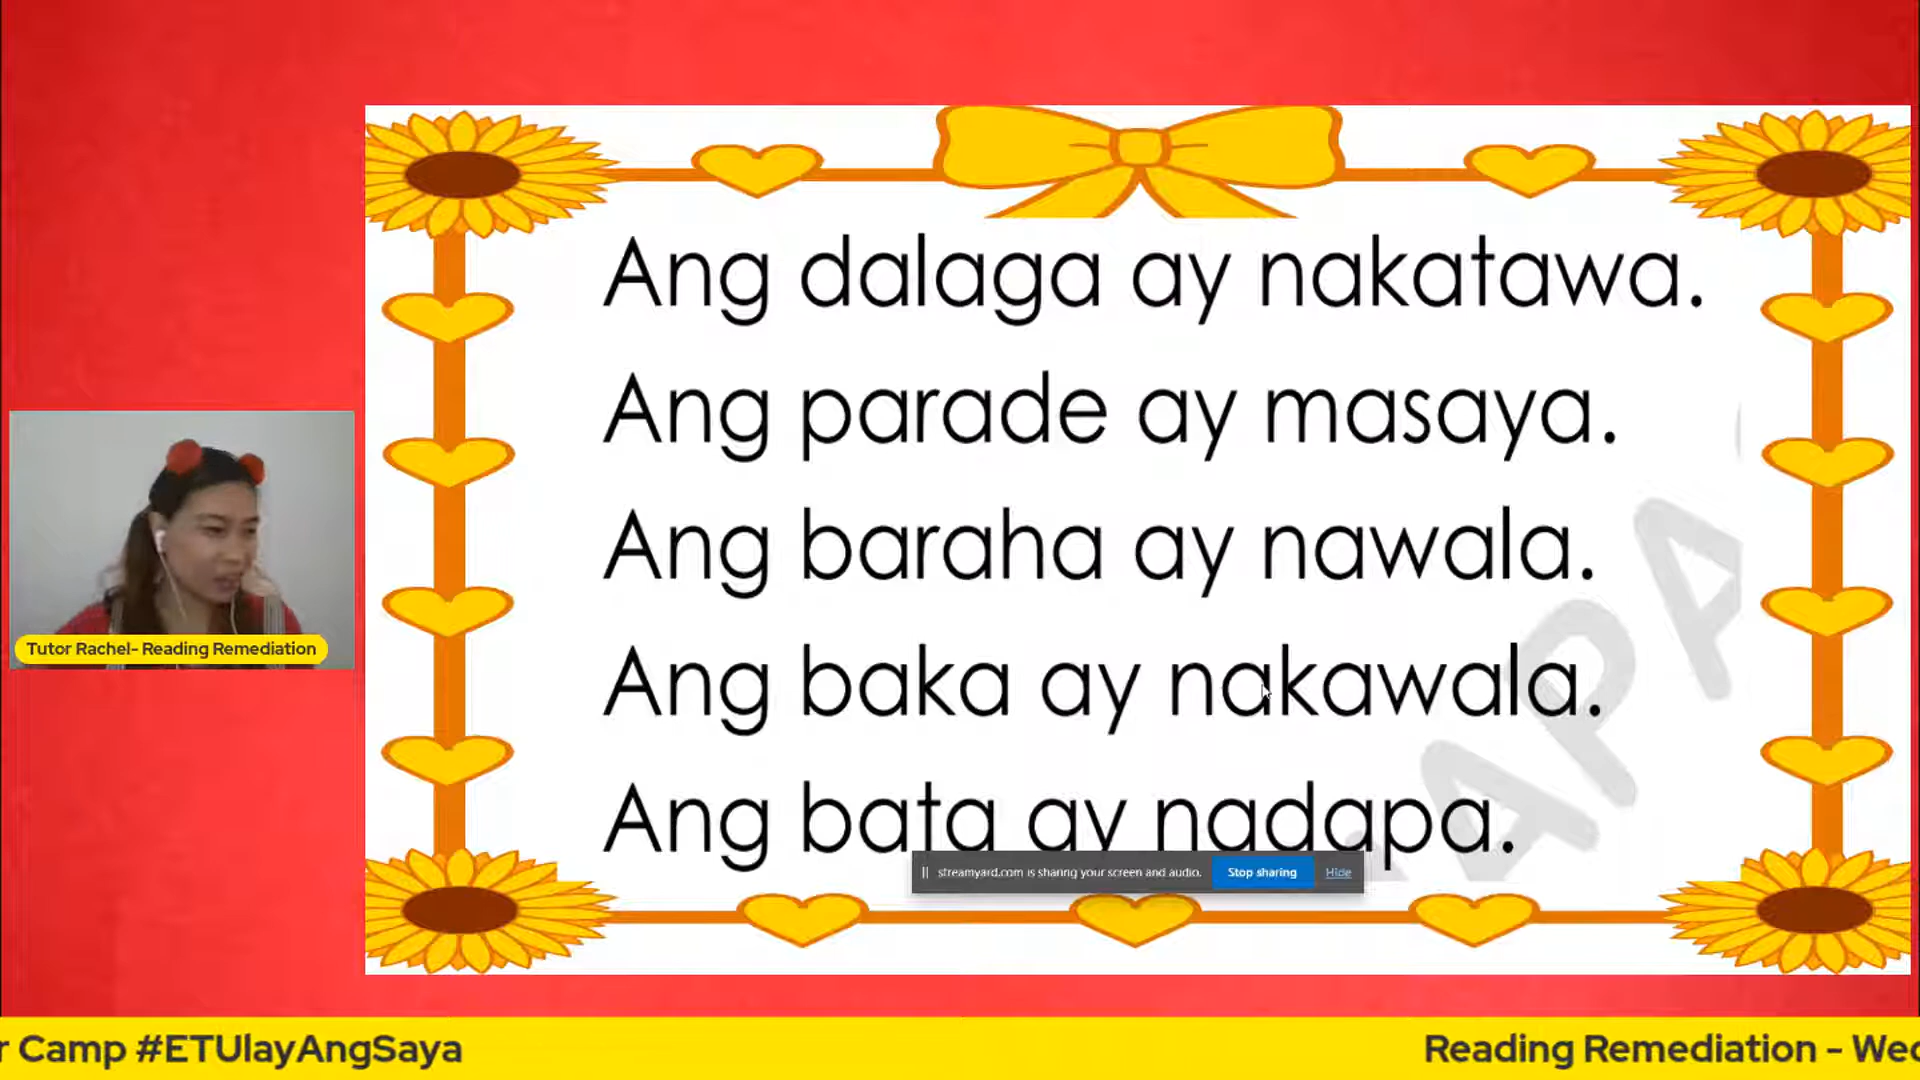 Ang dalaga ay nakatawa.
Ang parade ay masaya.
Ang baraha ay nawala.
Ang baka ay nakawala.
Ang bata ay nadapa.
streamyard.com is sharing your screen and audio. Stop sharing Hide
Tutor Rachel- Reading Remediation
r Camp #ETUlayAngSaya
Reading Remediation -